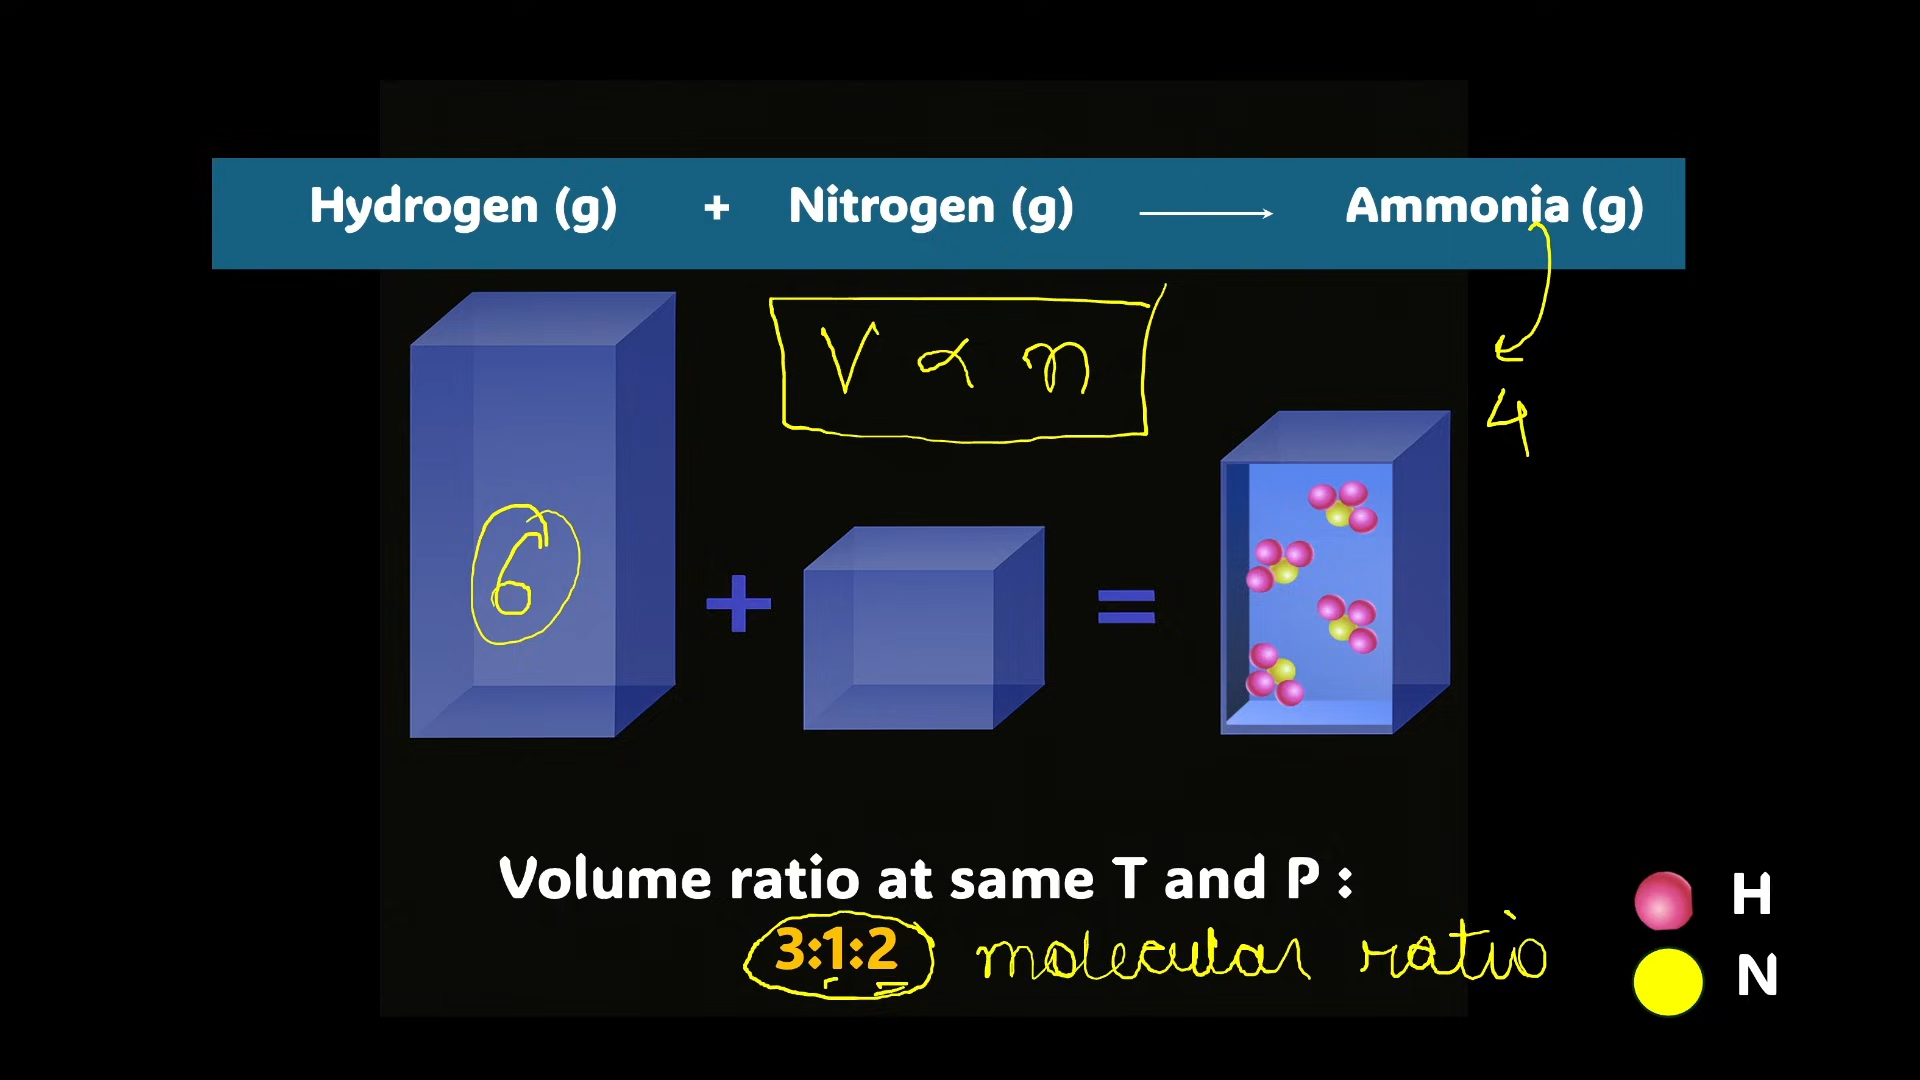 Hydrogen (g) + Nitrogen (g) → Ammonia (g)
V ∝ n
4
6
+ =
Volume ratio at same T and P :
3:1:2 molecular ratio
H
N